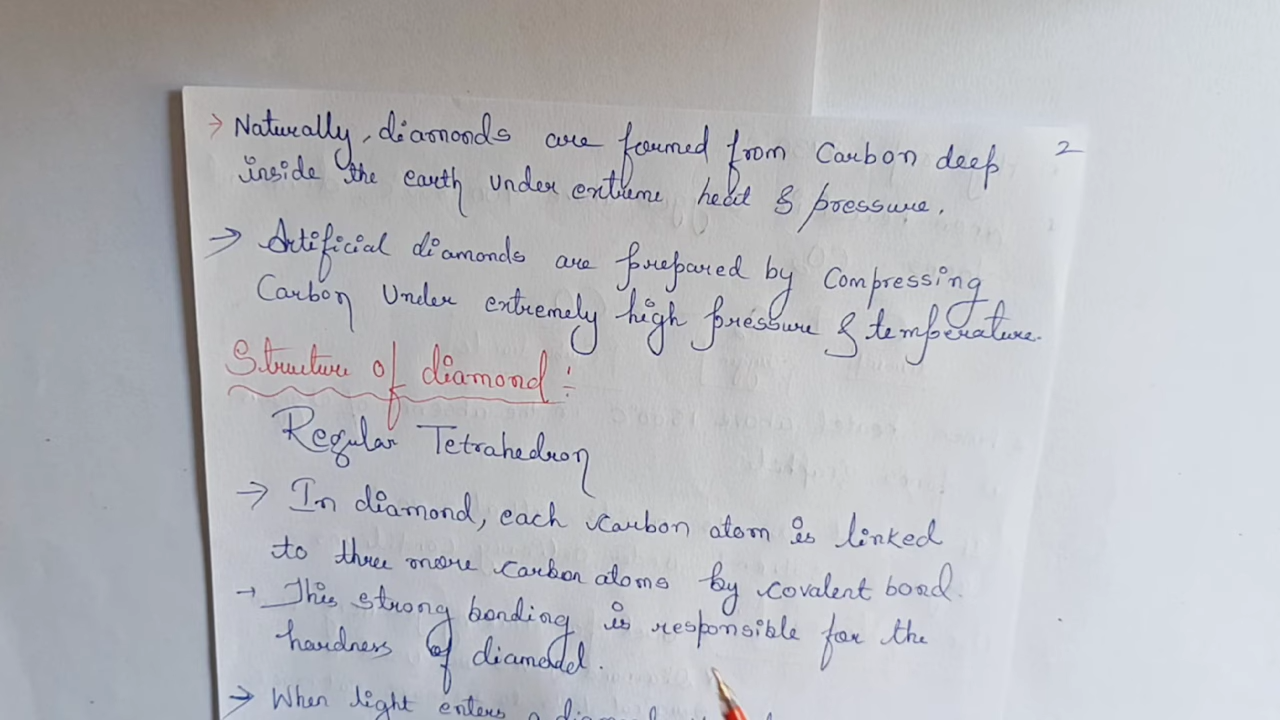 2
→ Naturally, diamonds are formed from Carbon deep
inside the earth under extreme heat & pressure.
→ Artificial diamonds are prepared by Compressing
Carbon Under extremely high pressure & temperature.
Structure of diamond :-
Regular Tetrahedron
→ In diamond, each carbon atom is linked
to three more carbon atoms by covalent bond.
→ This strong bonding is responsible for the
hardness of diamond.
→ When light enters a